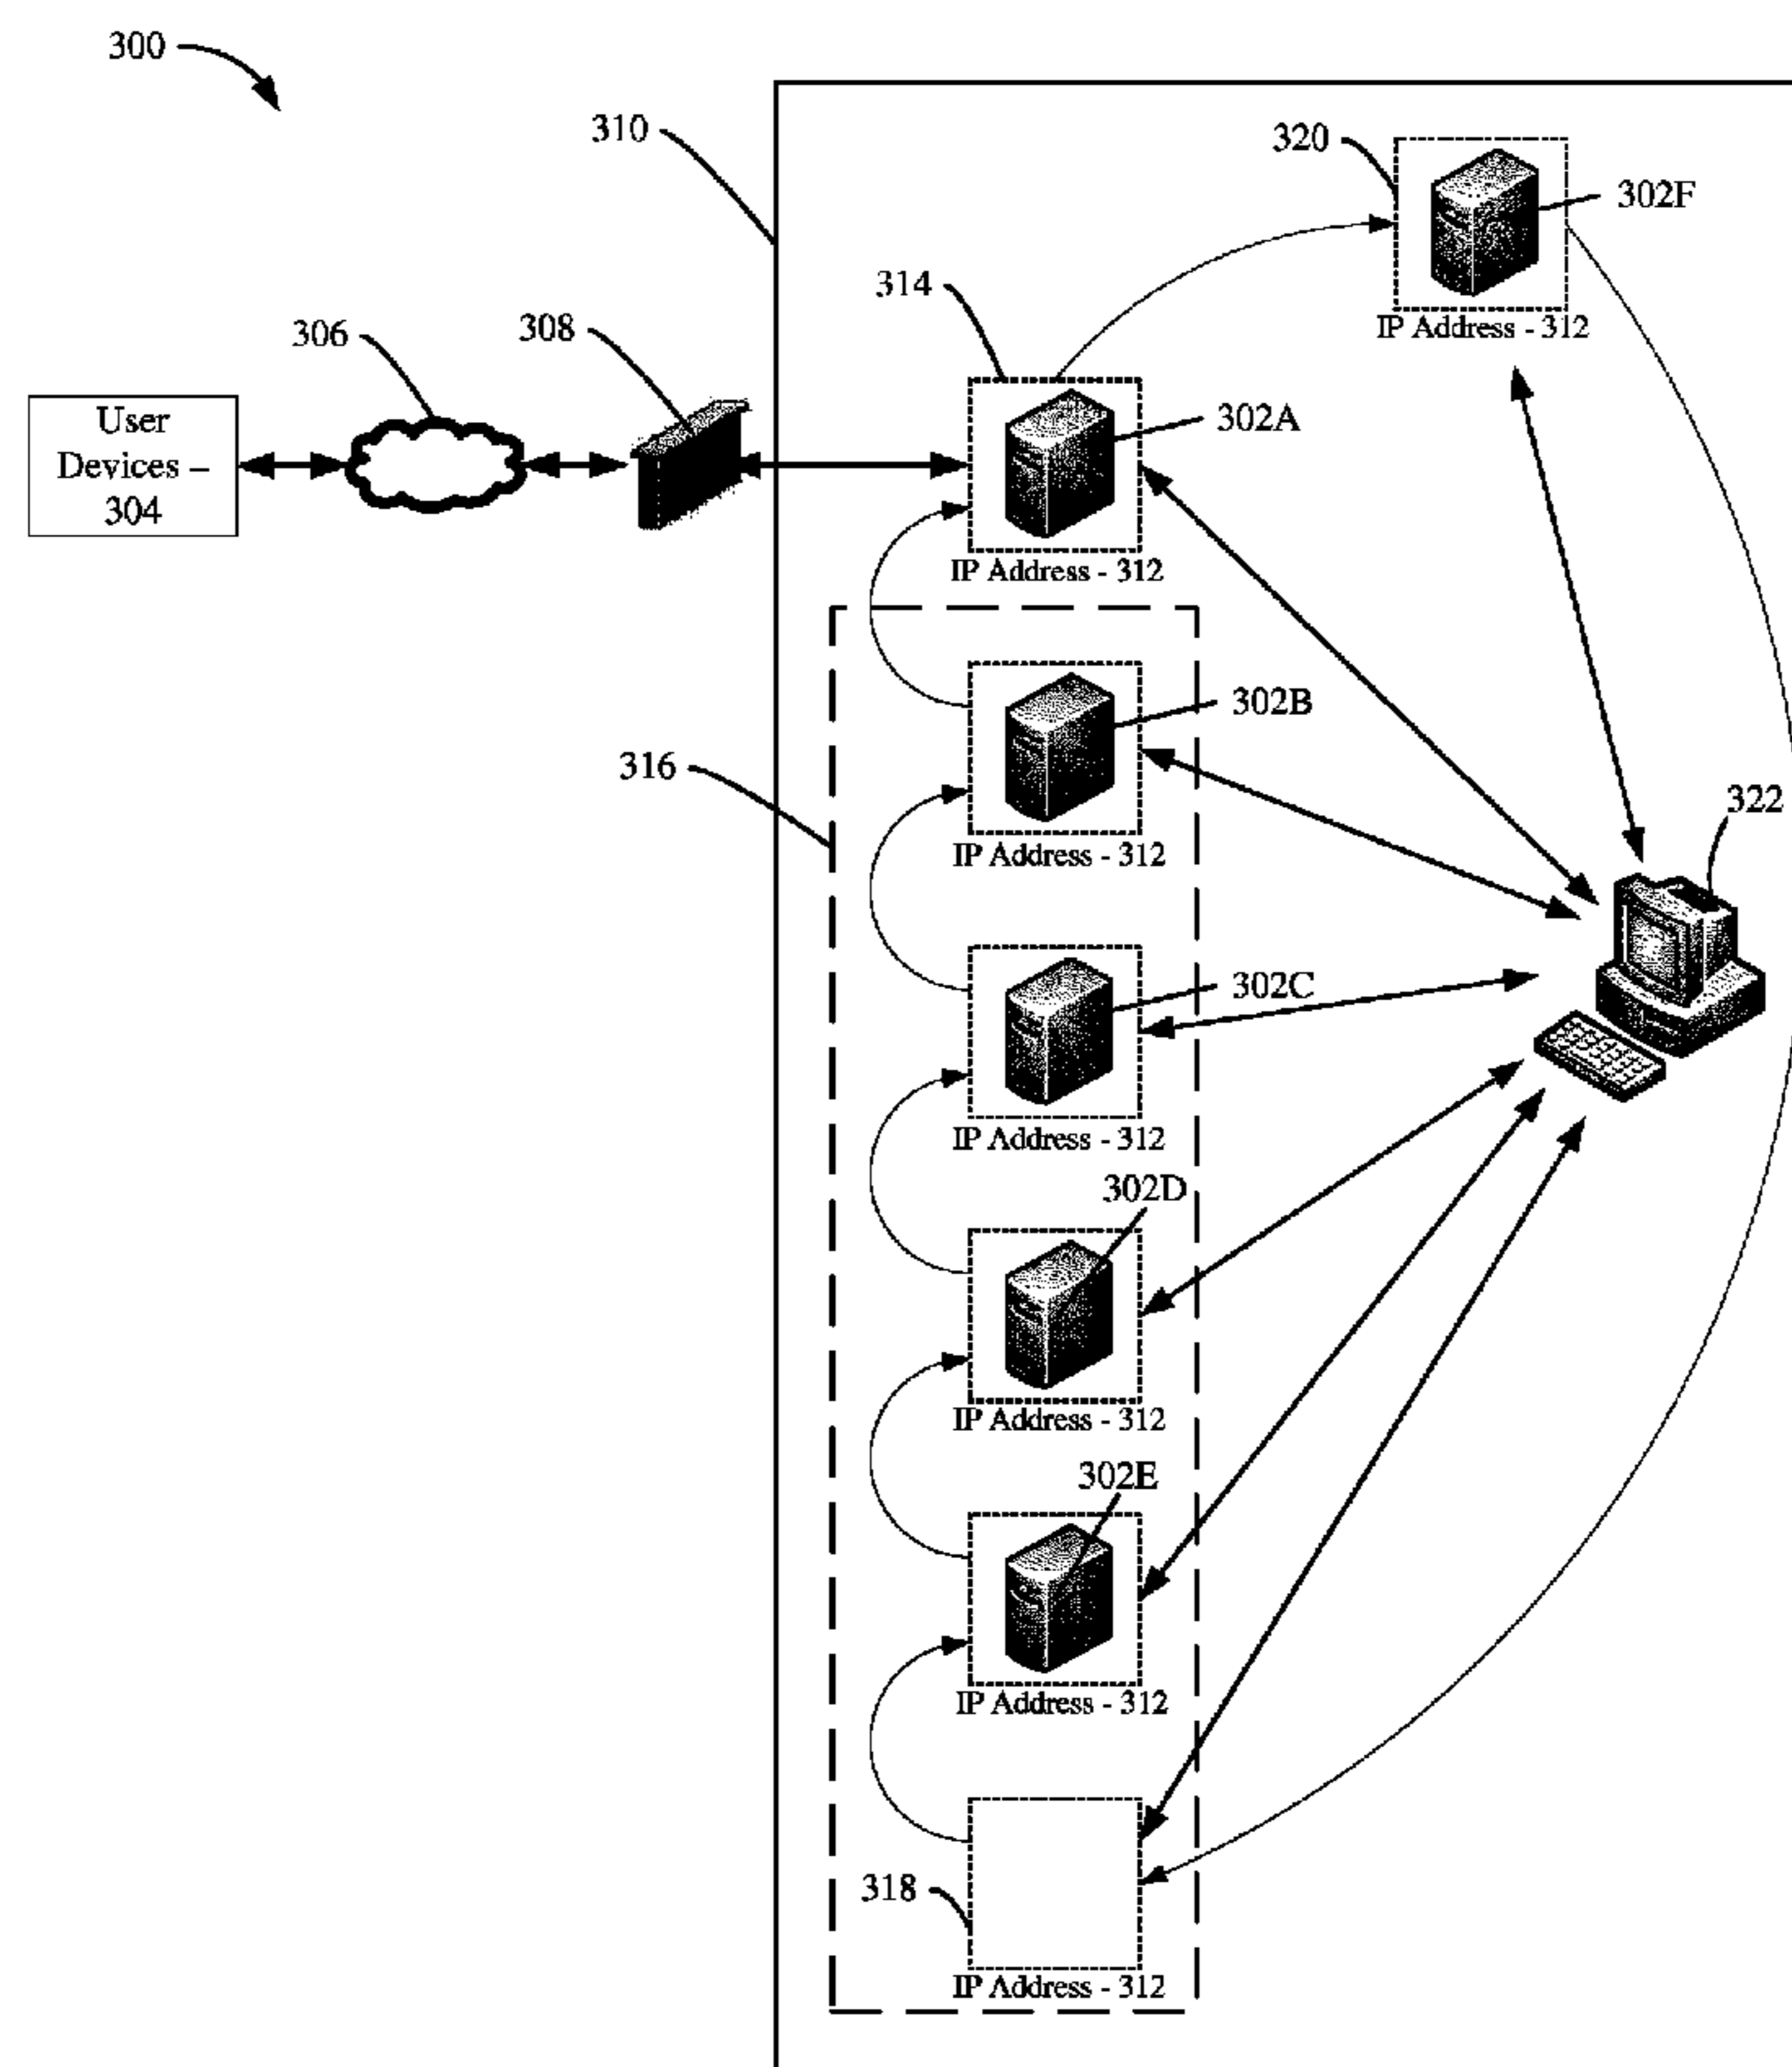 300
310
320
302F
314
IP Address - 312
306
308
User
Devices –
304
302A
IP Address - 312
302B
316
322
IP Address - 312
302C
IP Address - 312
302D
IP Address - 312
302E
IP Address - 312
318
IP Address - 312